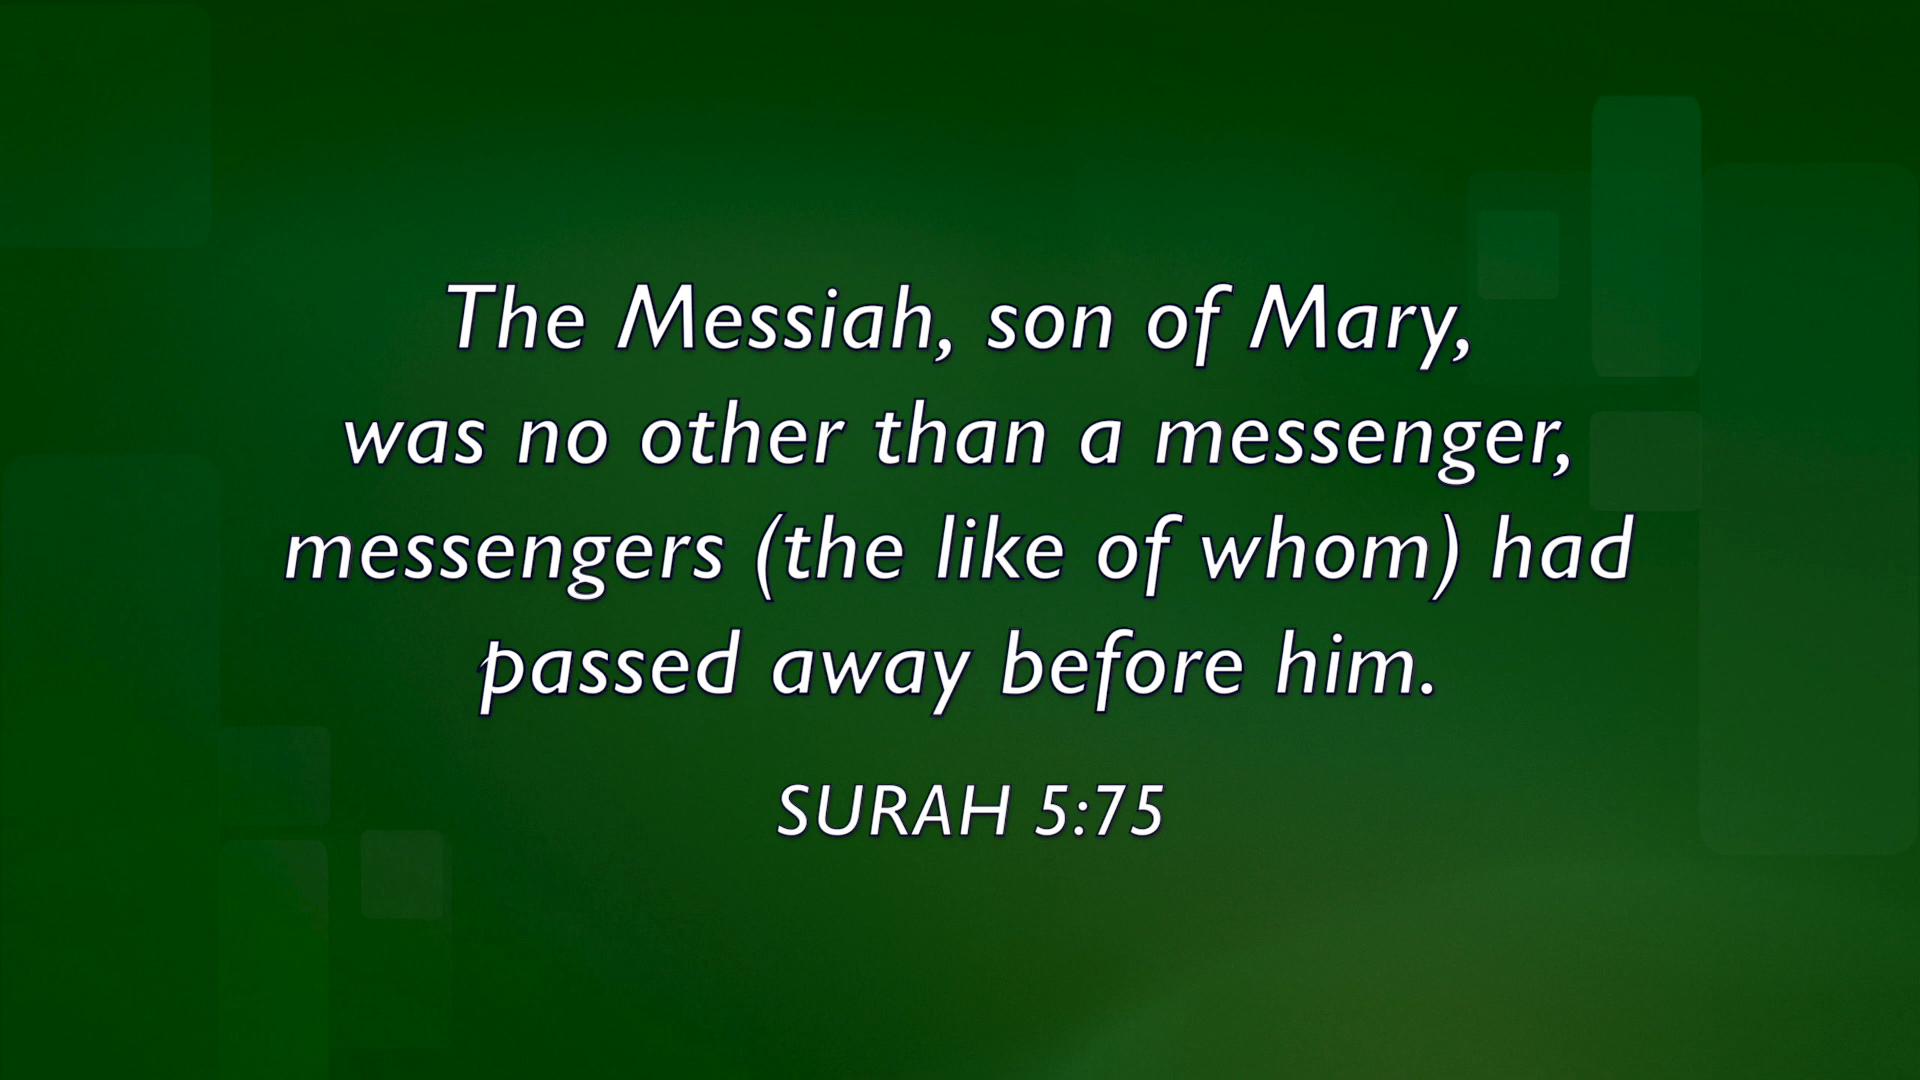 The Messiah, son of Mary,
was no other than a messenger,
messengers (the like of whom) had
passed away before him.
SURAH 5:75